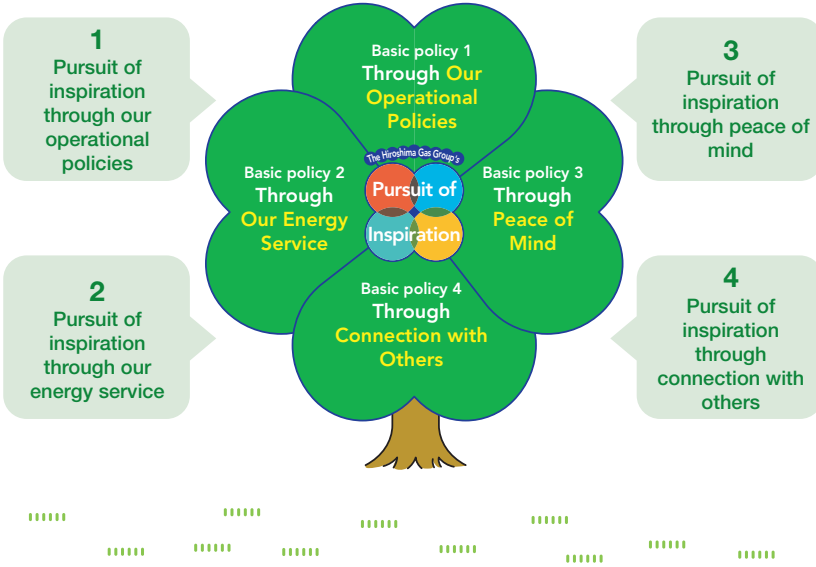 1
Pursuit of
inspiration
through our
operational
policies
2
Pursuit of
inspiration
through our
energy service
Basic policy 1
Through Our
Operational
Policies
Basic policy 2
Through
Our Energy
Service
The Hiroshima Gas Group's
Pursuit of
Inspiration
Basic policy 3
Through
Peace of
Mind
Basic policy 4
Through
Connection with
Others
3
Pursuit of
inspiration
through peace of
mind
4
Pursuit of
inspiration
through
connection with
others